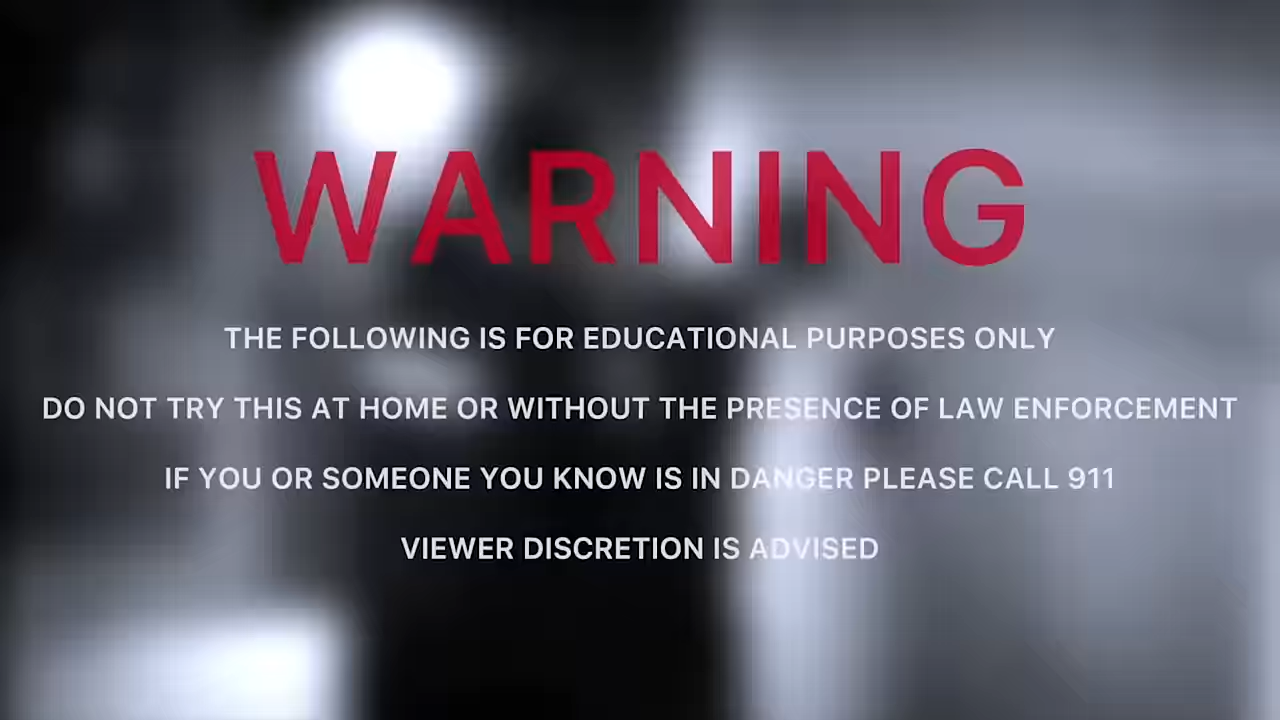 WARNING
THE FOLLOWING IS FOR EDUCATIONAL PURPOSES ONLY
DO NOT TRY THIS AT HOME OR WITHOUT THE PRESENCE OF LAW ENFORCEMENT
IF YOU OR SOMEONE YOU KNOW IS IN DANGER PLEASE CALL 911
VIEWER DISCRETION IS ADVISED